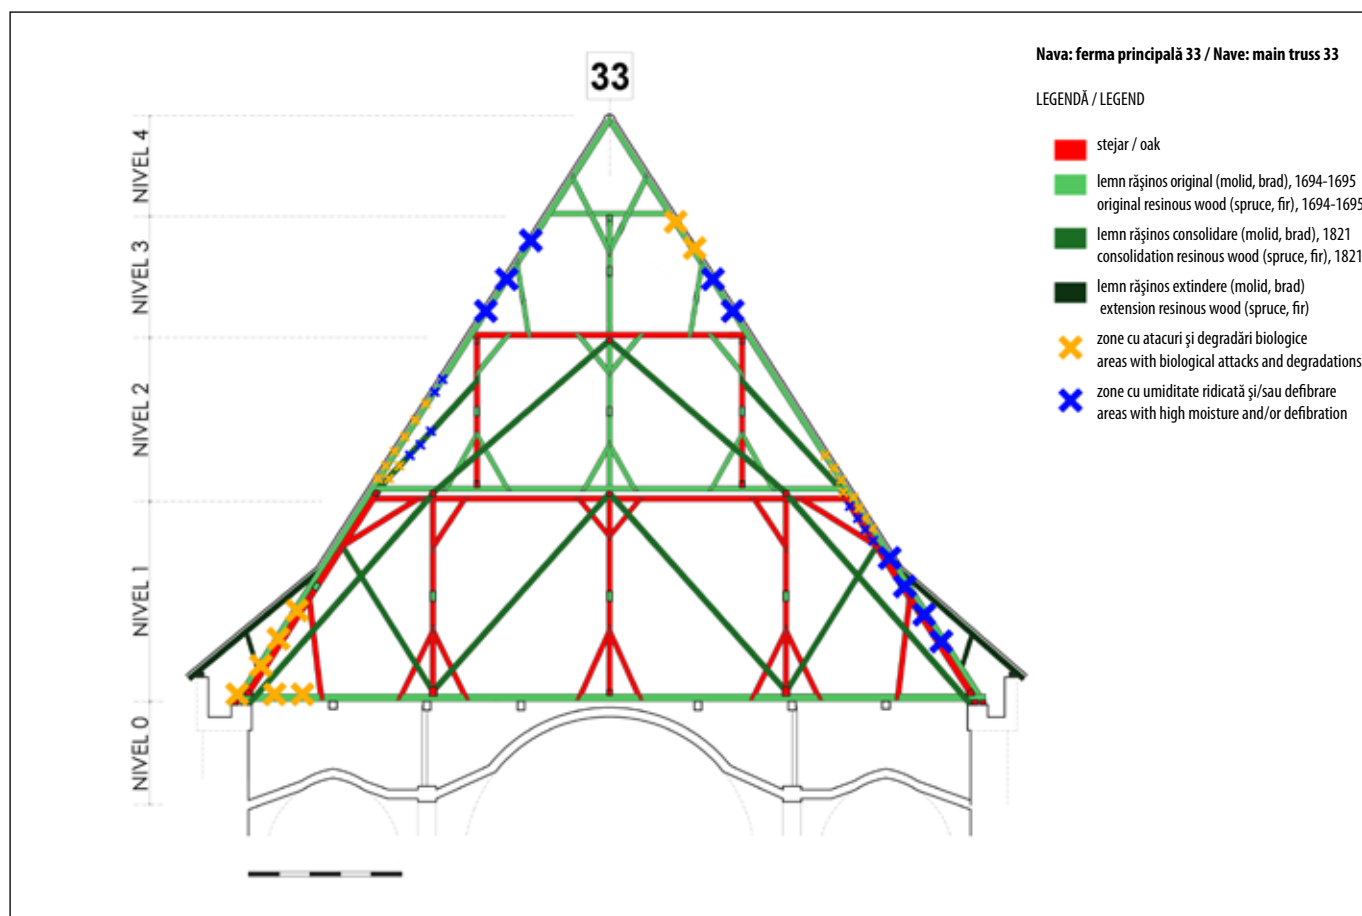 33
Nava: ferma principală 33 / Nave: main truss 33
LEGENDĂ / LEGEND
stejar / oak
lemn rășinos original (molid, brad), 1694-1695
original resinous wood (spruce, fir), 1694-1695
lemn rășinos consolidare (molid, brad), 1821
consolidation resinous wood (spruce, fir), 1821
lemn rășinos extindere (molid, brad)
extension resinous wood (spruce, fir)
zone cu atacuri și degradări biologice
areas with biological attacks and degradations
zone cu umiditate ridicată și/sau defibrare
areas with high moisture and/or defibration
NIVEL 4
NIVEL 3
NIVEL 2
NIVEL 1
NIVEL 0